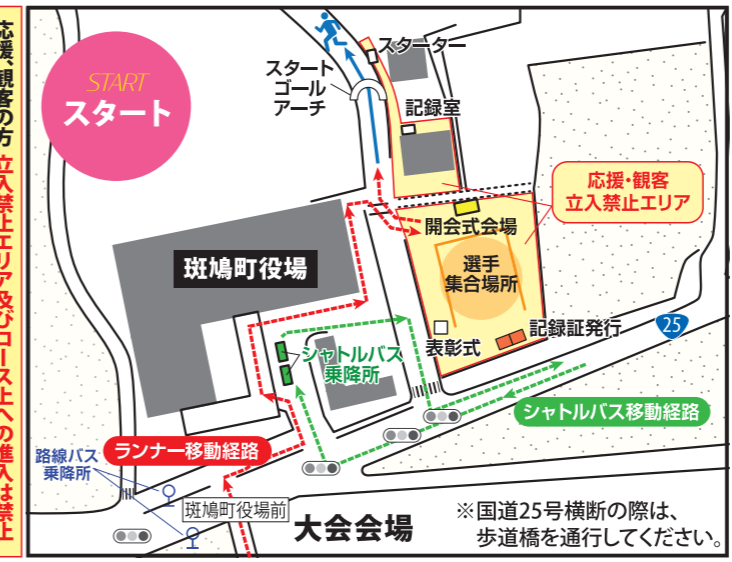 応援、観客の方 立入禁止エリア及びコース上への進入は禁止
START
スタート
スターター
スタート
ゴール
アーチ
記録室
応援・観客
立入禁止エリア
開会式会場
斑鳩町役場
選手
集合場所
25
記録証発行
表彰式
シャトルバス
乗降所
シャトルバス移動経路
ランナー移動経路
路線バス
乗降所
斑鳩町役場前
大会会場
※国道25号横断の際は、
歩道橋を通行してください。